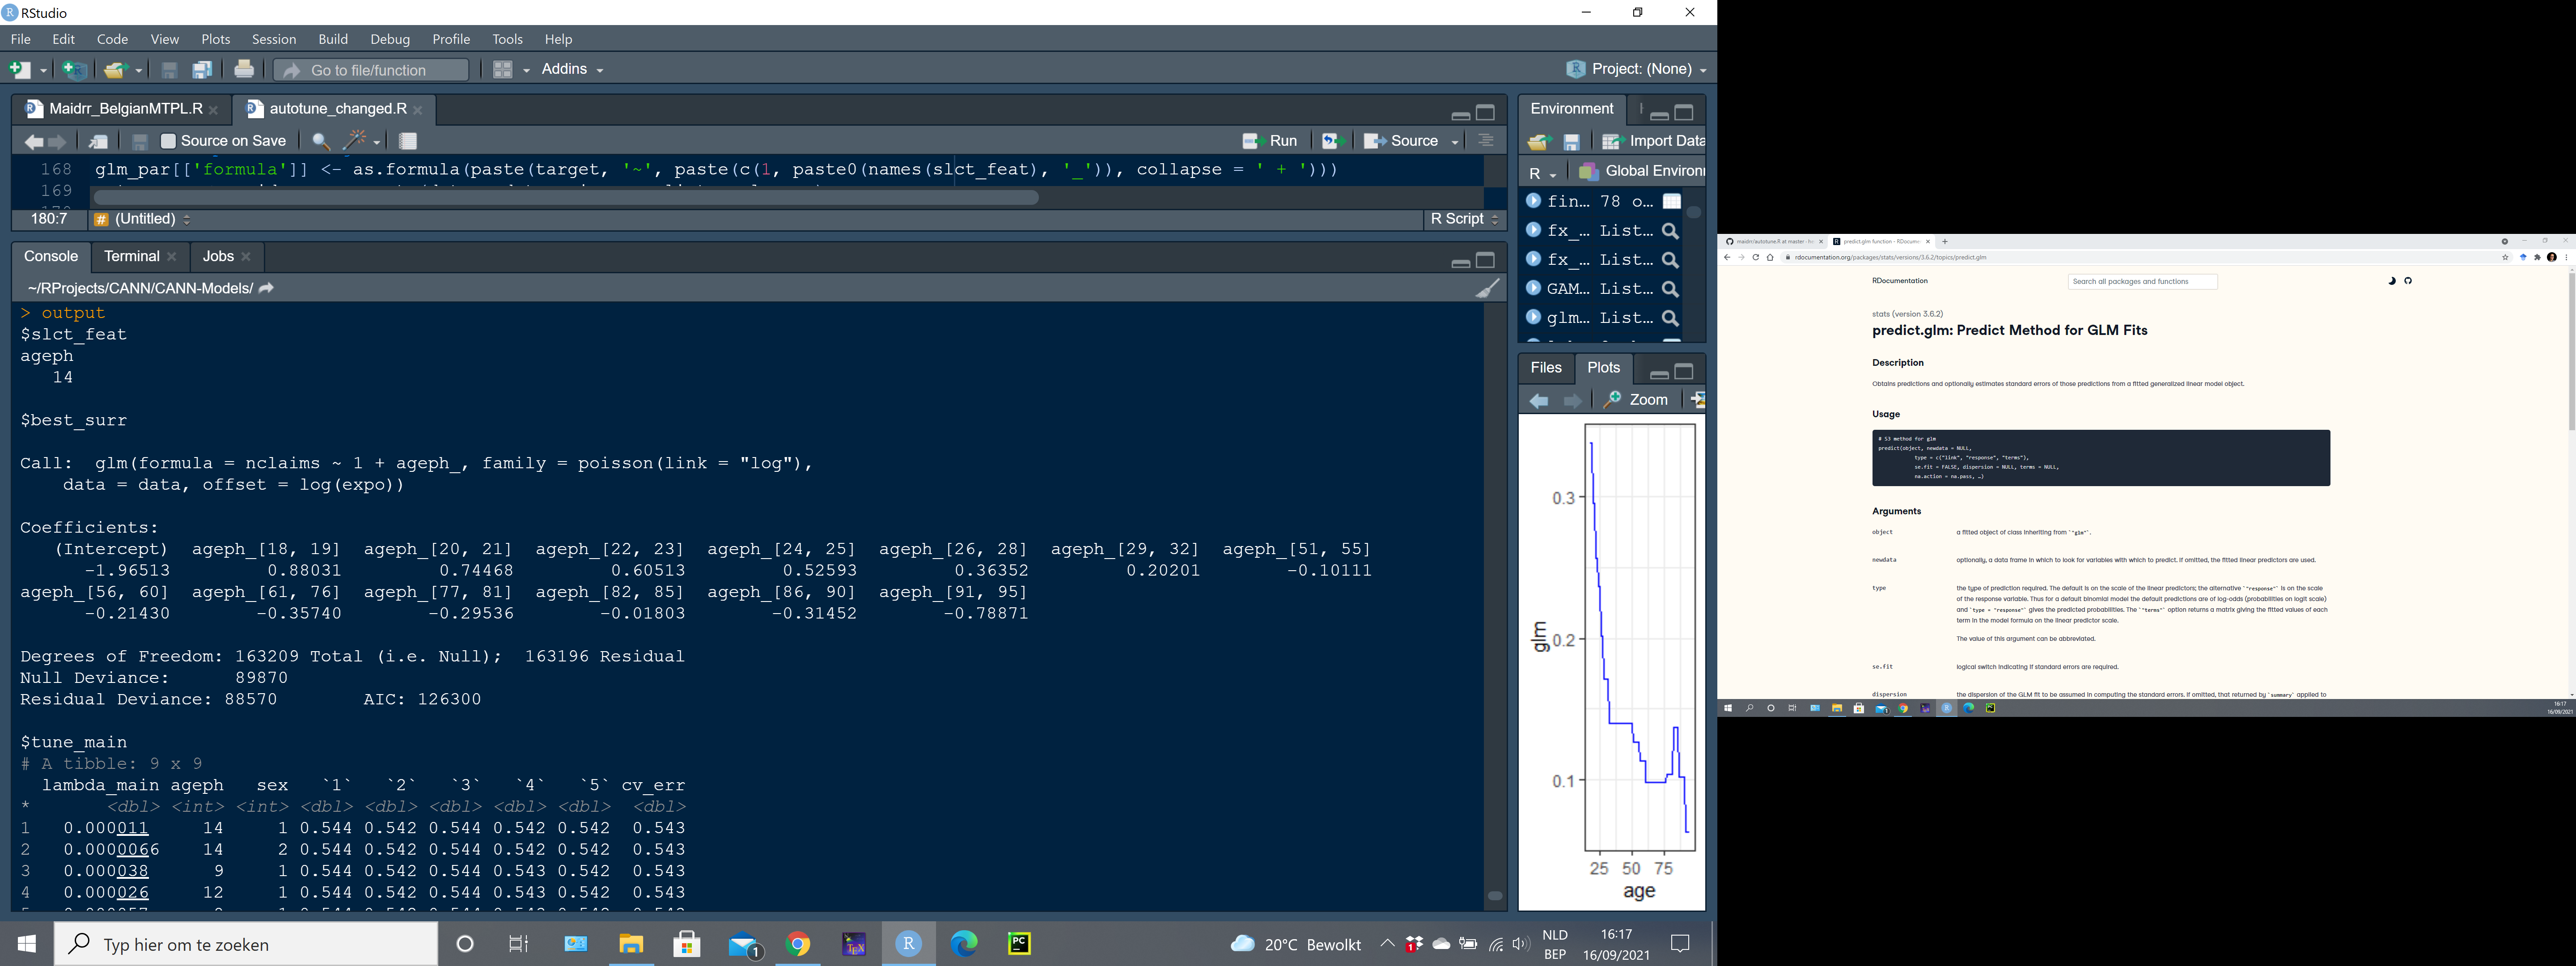 RStudio
File Edit Code View Plots Session Build Debug Profile Tools Help
Go to file/function Addins Project: (None)
Maidrr_BelgianMTPL.R autotune_changed.R
Source on Save Run Source
168 glm_par[['formula']] <- as.formula(paste(target, '~', paste(c(1, paste0(names(slct_feat), '_')), collapse = ' + ')))
169
180:7 (Untitled) R Script
Console Terminal Jobs
~/RProjects/CANN/CANN-Models/
> output
$slct_feat
ageph
14
$best_surr
Call: glm(formula = nclaims ~ 1 + ageph_, family = poisson(link = "log"),
data = data, offset = log(expo))
Coefficients:
(Intercept) ageph_[18, 19] ageph_[20, 21] ageph_[22, 23] ageph_[24, 25] ageph_[26, 28] ageph_[29, 32] ageph_[51, 55]
-1.96513 0.88031 0.74468 0.60513 0.52593 0.36352 0.20201 -0.10111
ageph_[56, 60] ageph_[61, 76] ageph_[77, 81] ageph_[82, 85] ageph_[86, 90] ageph_[91, 95]
-0.21430 -0.35740 -0.29536 -0.01803 -0.31452 -0.78871
Degrees of Freedom: 163209 Total (i.e. Null); 163196 Residual
Null Deviance: 89870
Residual Deviance: 88570 AIC: 126300
$tune_main
# A tibble: 9 x 9
lambda_main ageph sex `1` `2` `3` `4` `5` cv_err
* <dbl> <int> <int> <dbl> <dbl> <dbl> <dbl> <dbl> <dbl>
1 0.000011 14 1 0.544 0.542 0.544 0.542 0.542 0.543
2 0.0000066 14 2 0.544 0.542 0.544 0.542 0.542 0.543
3 0.000038 9 1 0.544 0.542 0.544 0.543 0.542 0.543
4 0.000026 12 1 0.544 0.542 0.544 0.543 0.542 0.543
Environment
Import Data
R Global Environ
fin... 78 o...
fx_... List...
fx_... List...
GAM... List...
glm... List...
Files Plots
Zoom
0.3
0.2
0.1
glm
25 50 75
age
Typ hier om te zoeken
20°C Bewolkt
NLD
BEP
16:17
16/09/2021
maidrr/autotune.R at master predict.glm function - RDocume
rdocumentation.org/packages/stats/versions/3.6.2/topics/predict.glm
RDocumentation Search all packages and functions
stats (version 3.6.2)
predict.glm: Predict Method for GLM Fits
Description
Obtains predictions and optionally estimates standard errors of those predictions from a fitted generalized linear model object.
Usage
# S3 method for glm
predict(object, newdata = NULL,
type = c("link", "response", "terms"),
se.fit = FALSE, dispersion = NULL, terms = NULL,
na.action = na.pass, …)
Arguments
object a fitted object of class inheriting from `"glm"`.
newdata optionally, a data frame in which to look for variables with which to predict. If omitted, the fitted linear predictors are used.
type the type of prediction required. The default is on the scale of the linear predictors; the alternative `"response"` is on the scale
of the response variable. Thus for a default binomial model the default predictions are of log-odds (probabilities on logit scale)
and `type = "response"` gives the predicted probabilities. The `"terms"` option returns a matrix giving the fitted values of each
term in the model formula on the linear predictor scale.
The value of this argument can be abbreviated.
se.fit logical switch indicating if standard errors are required.
dispersion the dispersion of the GLM fit to be assumed in computing the standard errors. If omitted, that returned by `summary` applied to
16:17
16/09/2021